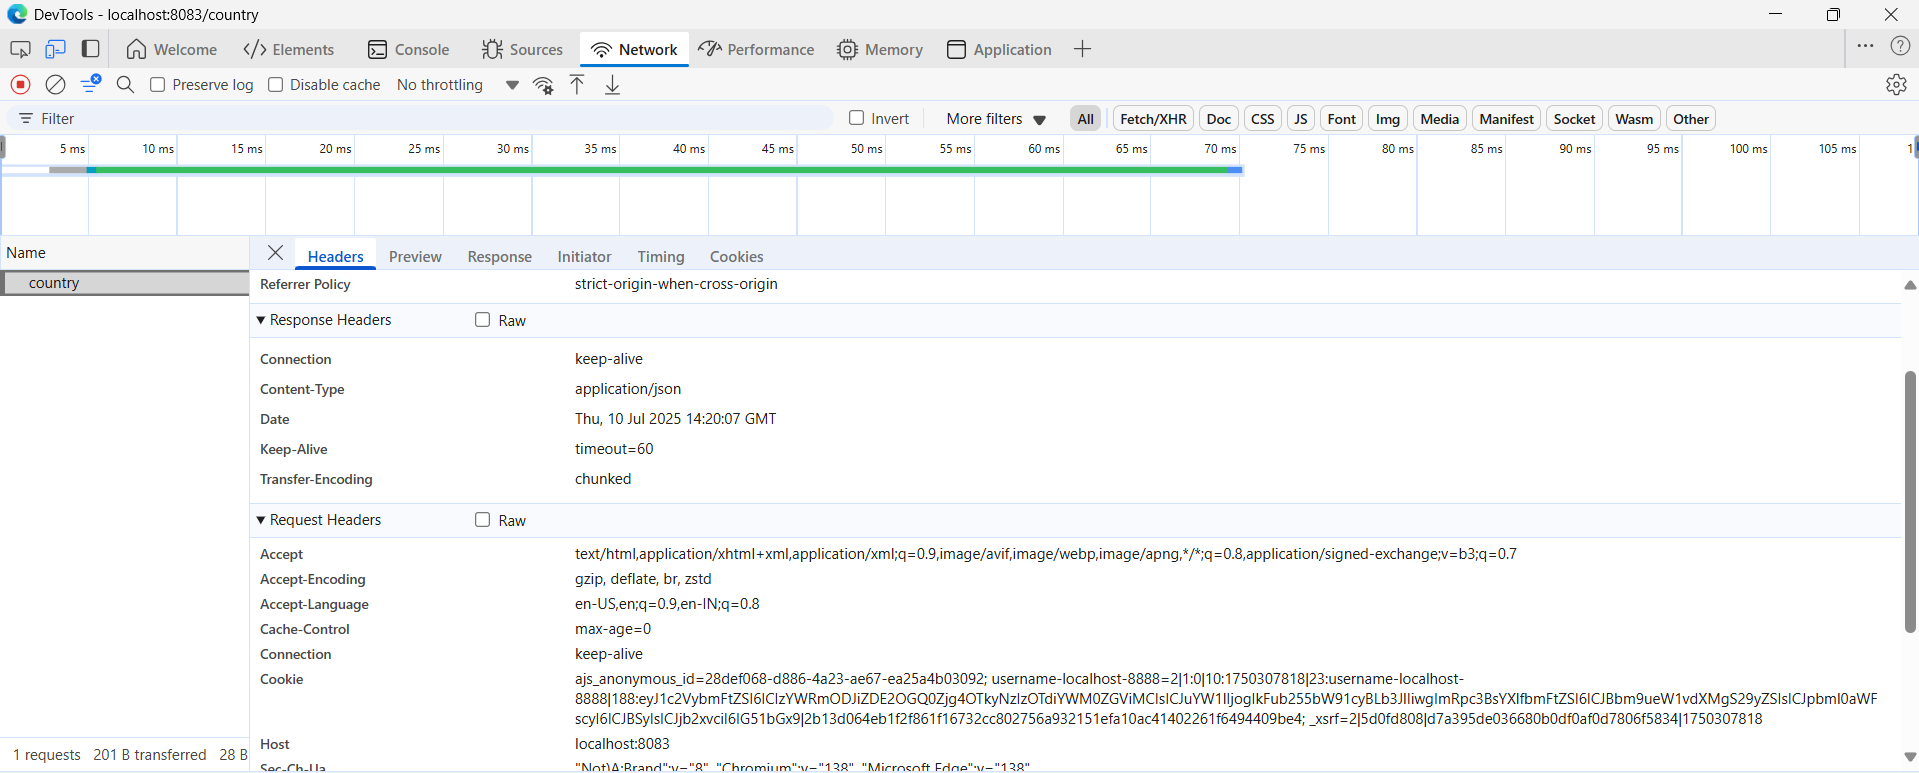 DevTools - localhost:8083/country
Welcome Elements Console Sources Network Performance Memory Application
Preserve log Disable cache No throttling
Filter Invert More filters All Fetch/XHR Doc CSS JS Font Img Media Manifest Socket Wasm Other
5 ms 10 ms 15 ms 20 ms 25 ms 30 ms 35 ms 40 ms 45 ms 50 ms 55 ms 60 ms 65 ms 70 ms 75 ms 80 ms 85 ms 90 ms 95 ms 100 ms 105 ms 1
Name
Headers Preview Response Initiator Timing Cookies
country
Referrer Policy strict-origin-when-cross-origin
Response Headers Raw
Connection keep-alive
Content-Type application/json
Date Thu, 10 Jul 2025 14:20:07 GMT
Keep-Alive timeout=60
Transfer-Encoding chunked
Request Headers Raw
Accept text/html,application/xhtml+xml,application/xml;q=0.9,image/avif,image/webp,image/apng,*/*;q=0.8,application/signed-exchange;v=b3;q=0.7
Accept-Encoding gzip, deflate, br, zstd
Accept-Language en-US,en;q=0.9,en-IN;q=0.8
Cache-Control max-age=0
Connection keep-alive
Cookie ajs_anonymous_id=28def068-d886-4a23-ae67-ea25a4b03092; username-localhost-8888=2|1:0|10:1750307818|23:username-localhost-
scyI6ICJBSyIsICJjb2xvciI6IG51bGx9|2b13d064eb1f2f861f16732cc802756a932151efa10ac41402261f6494409be4; _xsrf=2|5d0fd808|d7a395de036680b0df0af0d7806f5834|1750307818
Host localhost:8083
Sec-Ch-Ua "Not)A;Brand";v="8", "Chromium";v="138", "Microsoft Edge";v="138"
1 requests 201 B transferred 28 B